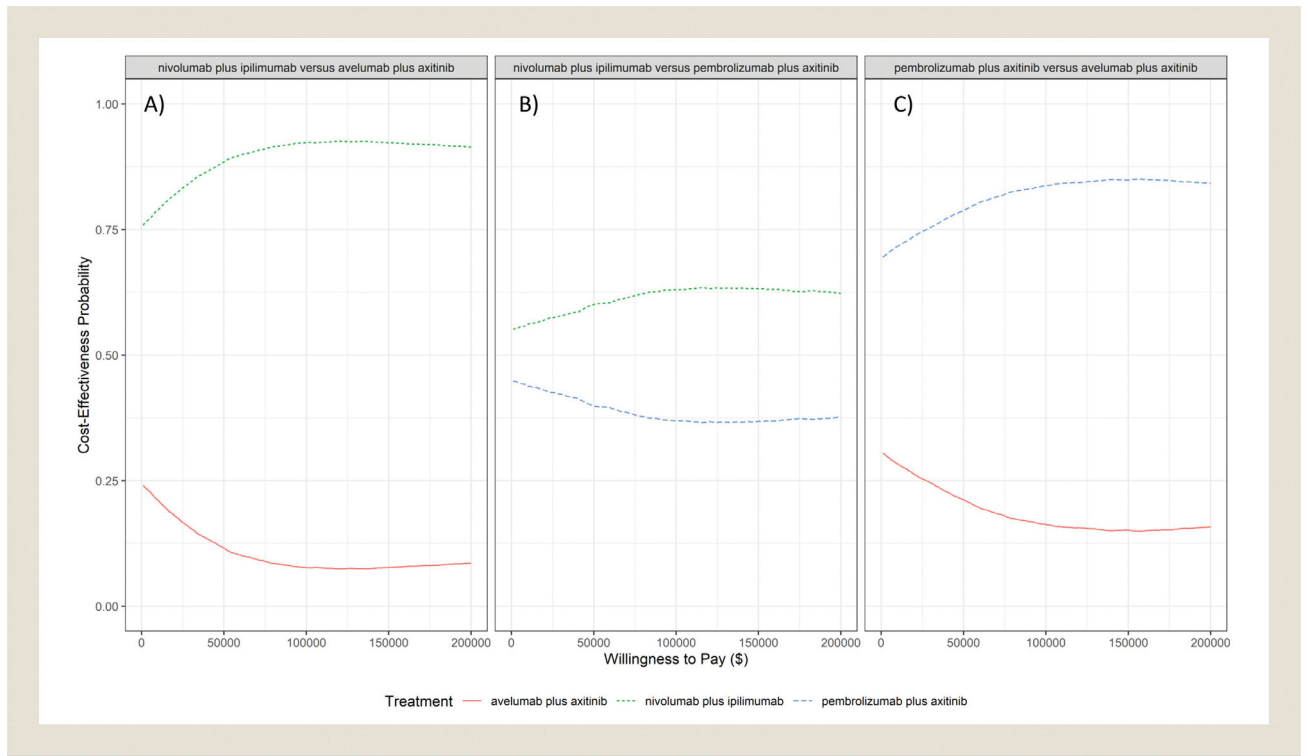 nivolumab plus ipilimumab versus avelumab plus axitinib
nivolumab plus ipilimumab versus pembrolizumab plus axitinib
pembrolizumab plus axitinib versus avelumab plus axitinib
A)
B)
C)
Cost-Effectiveness Probability
1.00
0.75
0.50
0.25
0.00
0 50000 100000 150000 200000
0 50000 100000 150000 200000
0 50000 100000 150000 200000
Willingness to Pay ($)
Treatment avelumab plus axitinib nivolumab plus ipilimumab pembrolizumab plus axitinib